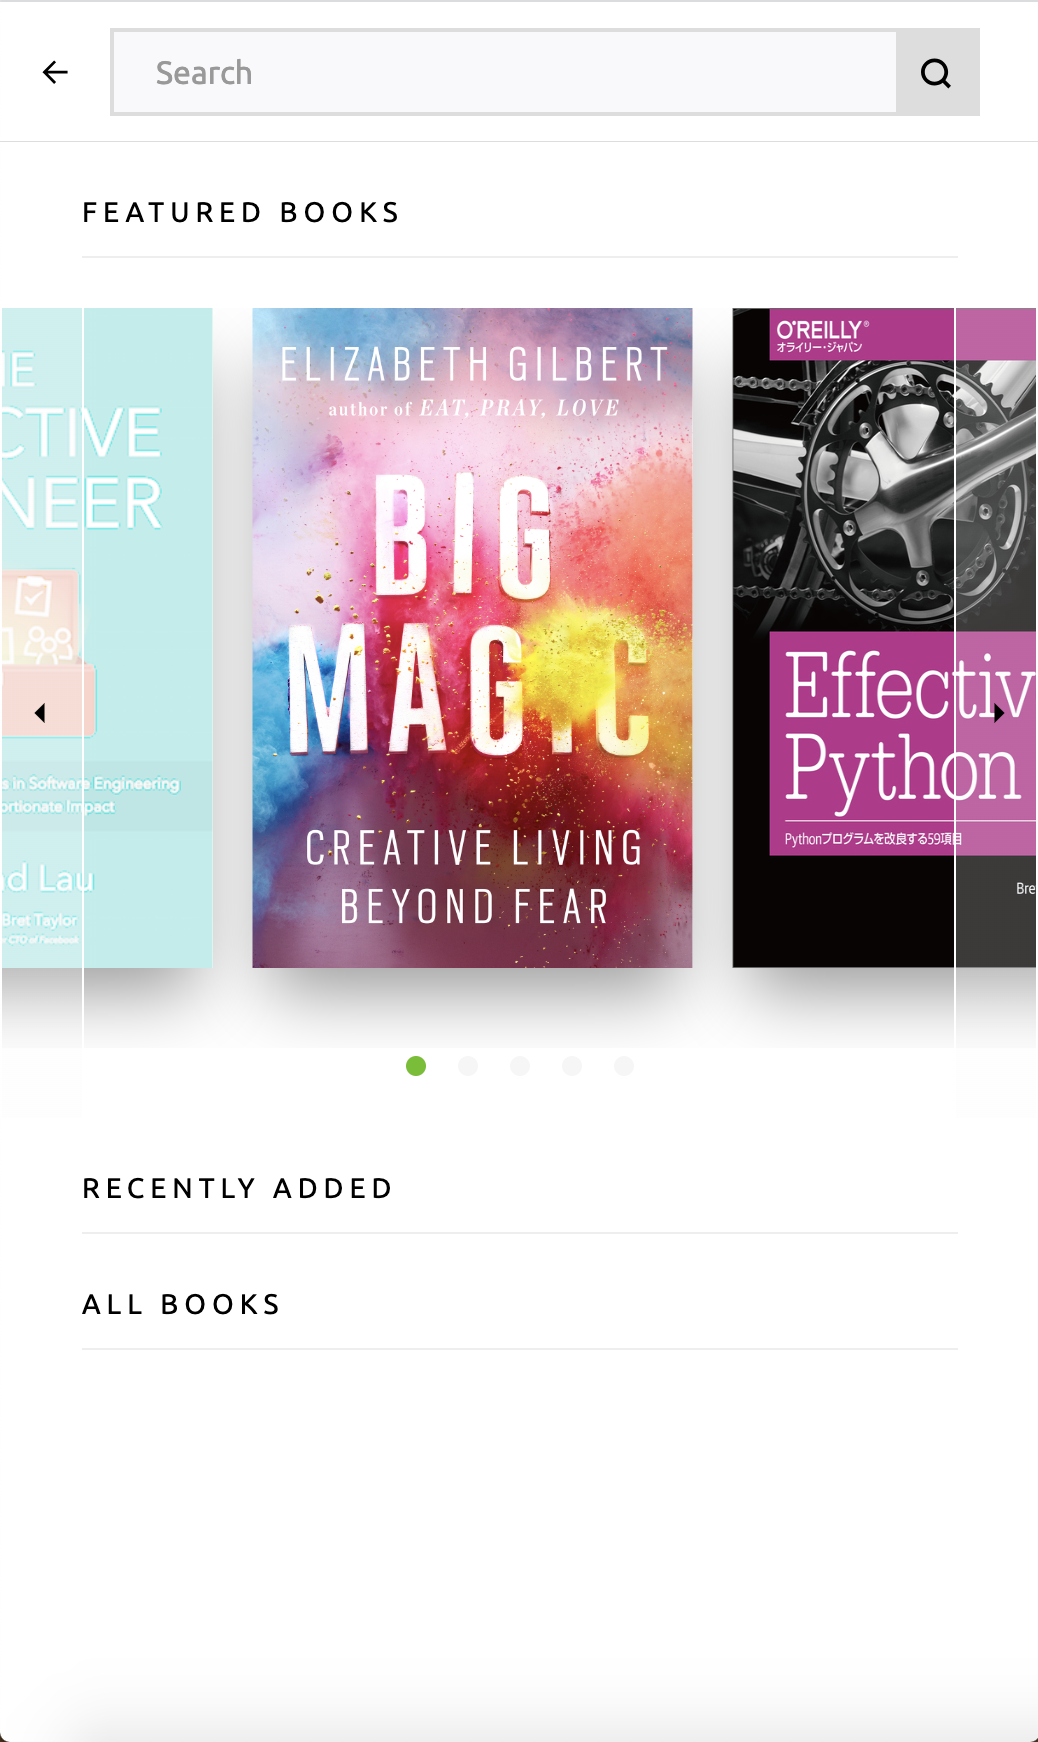 Search
FEATURED BOOKS
CTIVE
NEER
s in Software Engineering
ortionate Impact
d Lau
Bret Taylor
CTO of Facebook
ELIZABETH GILBERT
author of EAT, PRAY, LOVE
BIG
MAGIC
CREATIVE LIVING
BEYOND FEAR
O'REILLY®
オライリー・ジャパン
Effectiv
Python
Pythonプログラムを改良する59項目
Bre
RECENTLY ADDED
ALL BOOKS